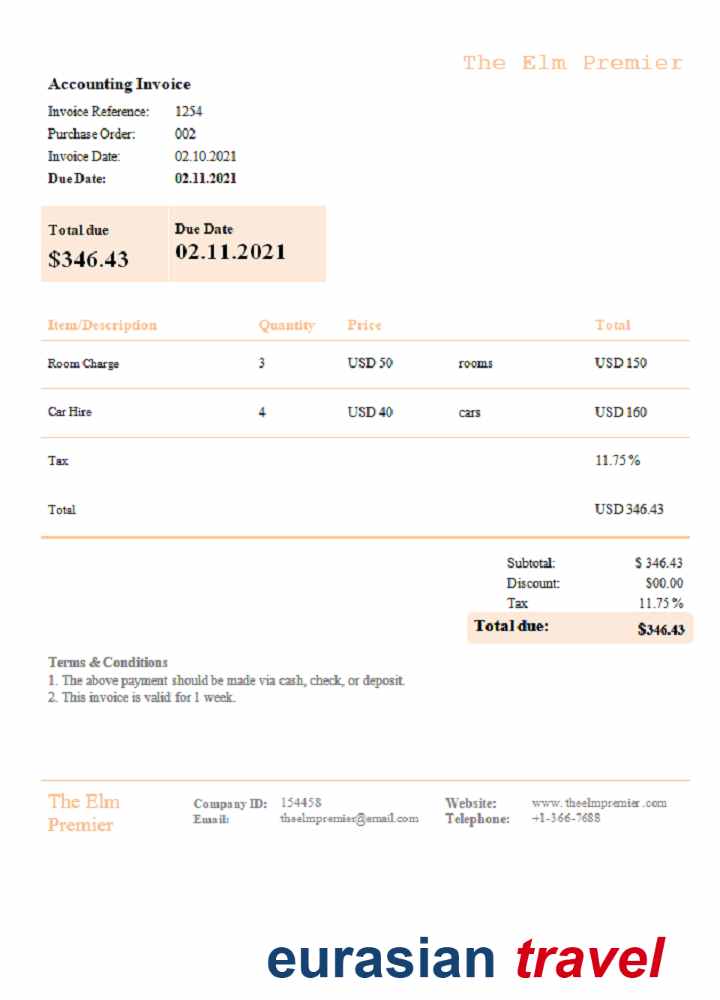 The Elm Premier
Accounting Invoice
Invoice Reference: 1254
Purchase Order: 002
Invoice Date: 02.10.2021
Due Date: 02.11.2021
Total due Due Date
$346.43 02.11.2021
Item/Description Quantity Price Total
Room Charge 3 USD 50 rooms USD 150
Car Hire 4 USD 40 cars USD 160
Tax 11.75%
Total USD 346.43
Subtotal: $ 346.43
Discount: $00.00
Tax 11.75%
Total due: $346.43
Terms & Conditions
1. The above payment should be made via cash, check, or deposit.
2. This invoice is valid for 1 week.
The Elm
Premier
Company ID: 154458
Email: theelmpremier@email.com
Website: www. theelmpremier .com
Telephone: +1-366-7688
eurasian travel